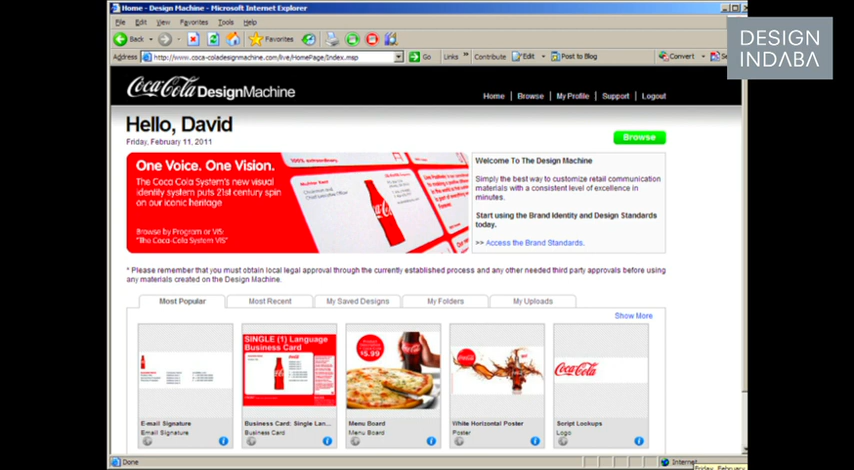 Home - Design Machine - Microsoft Internet Explorer
File Edit View Favorites Tools Help
Back Search Favorites
Address http://www.coca-coladesignmachine.com/live/HomePage/Index.msp Go Links » Contribute Edit Post to Blog Convert
DESIGN
INDABA
Coca-Cola DesignMachine
Home | Browse | My Profile | Support | Logout
Hello, David
Friday, February 11, 2011
Browse
One Voice. One Vision.
The Coca Cola System's new visual
identity system puts 21st century spin
on our iconic heritage
Browse by Program or VIS:
"The Coca-Cola System VIS"
Welcome To The Design Machine
Simply the best way to customize retail communication
materials with a consistent level of excellence in
minutes.
Start using the Brand Identity and Design Standards
today.
>> Access the Brand Standards.
* Please remember that you must obtain local legal approval through the currently established process and any other needed third party approvals before using
any materials created on the Design Machine.
Most Popular
Most Recent
My Saved Designs
My Folders
My Uploads
Show More
SINGLE (1) Language
Business Card
$5.99
Coca-Cola
E-mail Signature
Email Signature
Business Card: Single Lan...
Business Card
Menu Board
Menu Board
White Horizontal Poster
Poster
Script Lookups
Logo
Done
Internet
Friday, February